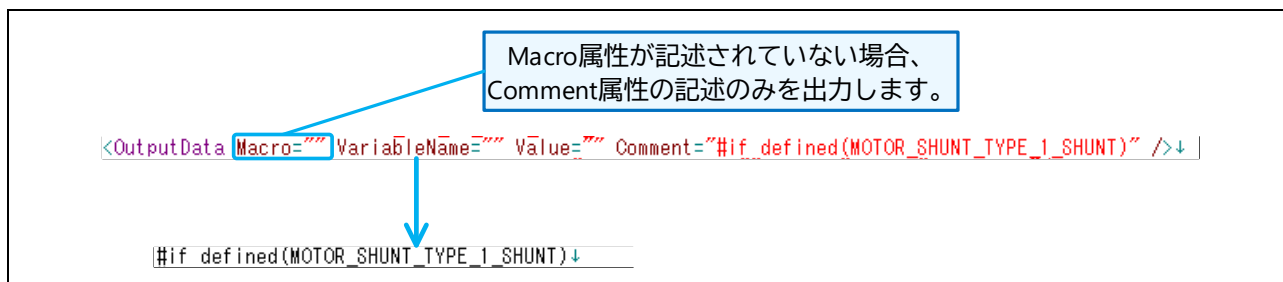 Macro属性が記述されていない場合、
Comment属性の記述のみを出力します。
<OutputData Macro="" VariableName="" Value="" Comment="#if defined(MOTOR_SHUNT_TYPE_1_SHUNT)" />↓
#if defined(MOTOR_SHUNT_TYPE_1_SHUNT)↓